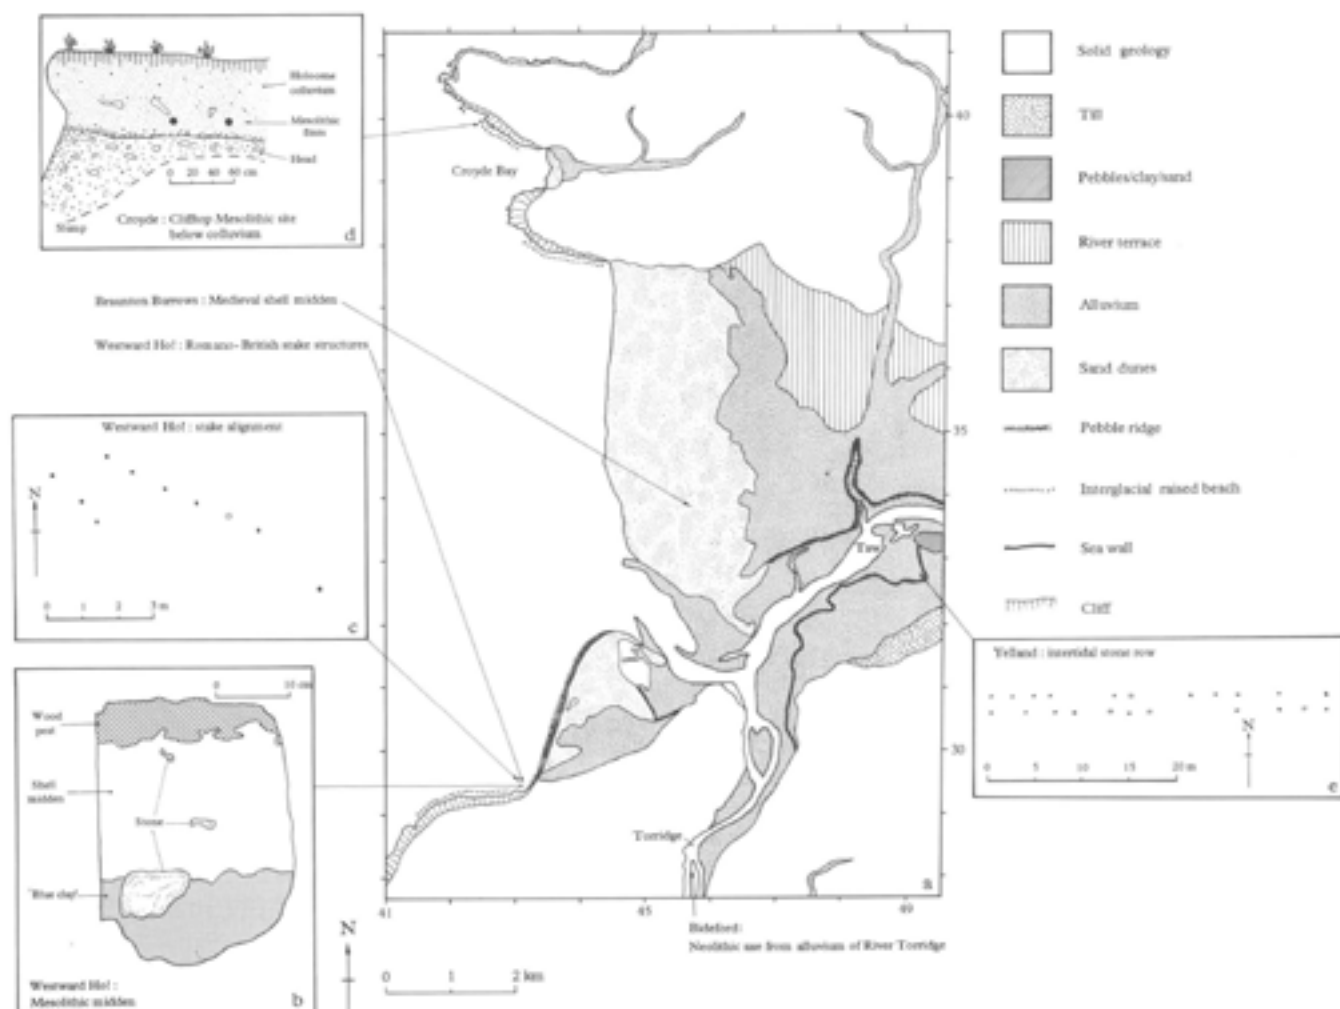 Holocene
colluvium
Mesolithic
flints
Head
0 20 40 60 cm
Slump
Croyde : Clifftop Mesolithic site
below colluvium
d
Braunton Burrows : Medieval shell midden
Westward Ho! : Romano-British stake structures
Westward Ho! : stake alignment
N
0 1 2 3 m
c
0 10 cm
Wood
peat
Shell
midden
Stone
'Blue clay'
Westward Ho! :
Mesolithic midden
b
Croyde Bay
Taw
Torridge
40
35
30
41
45
49
a
Bideford:
Neolithic axe from alluvium of River Torridge
N
0 1 2 km
Solid geology
Till
Pebbles/clay/sand
River terrace
Alluvium
Sand dunes
Pebble ridge
Interglacial raised beach
Sea wall
Cliff
Yelland : intertidal stone row
N
0 5 10 15 20 m
e